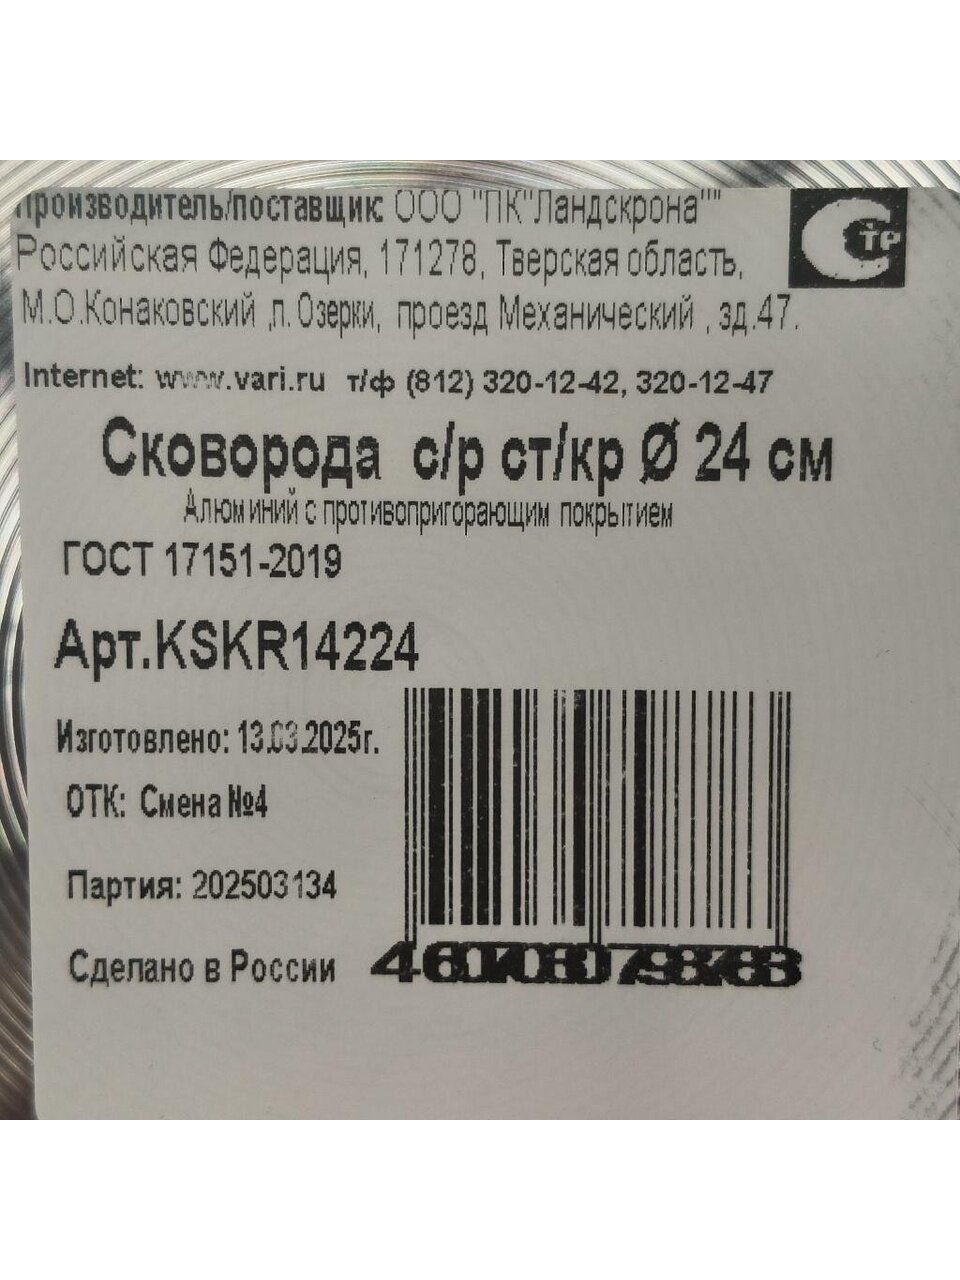 Производитель/поставщик: ООО "ПК"Ландскрона""
Российская Федерация, 171278, Тверская область,
М.О.Конаковский ,п. Озерки, проезд Механический , зд.47.
СТР
Internet: www.vari.ru т/ф (812) 320-12-42, 320-12-47
Сковорода с/р ст/кр Ø 24 см
Алюминий с противопригорающим покрытием
ГОСТ 17151-2019
Арт.KSKR14224
Изготовлено: 13.03.2025г.
ОТК: Смена №4
Партия: 202503134
Сделано в России